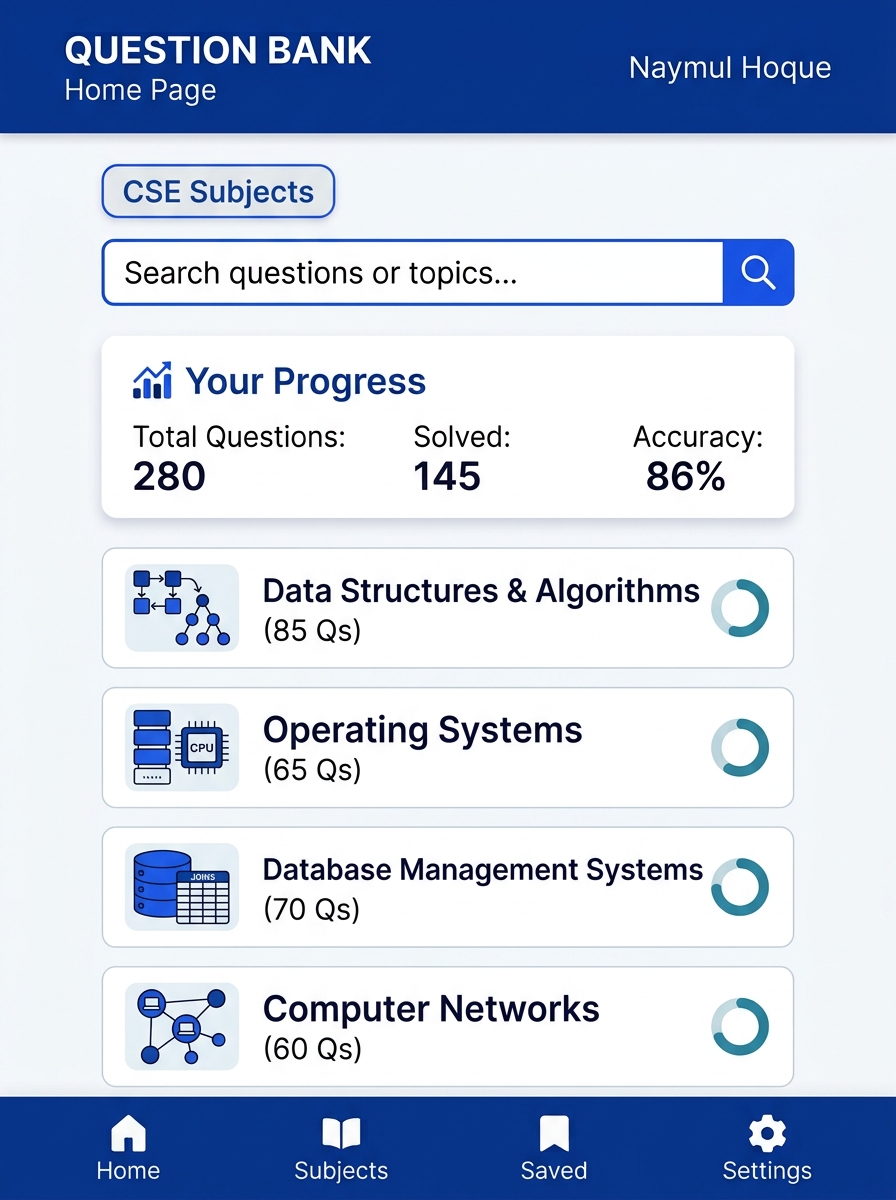 QUESTION BANK
Home Page
Naymul Hoque
CSE Subjects
Search questions or topics...
Your Progress
Total Questions:
280
Solved:
145
Accuracy:
86%
Data Structures & Algorithms
(85 Qs)
CPU
Operating Systems
(65 Qs)
JOINS
Database Management Systems
(70 Qs)
Computer Networks
(60 Qs)
Home
Subjects
Saved
Settings